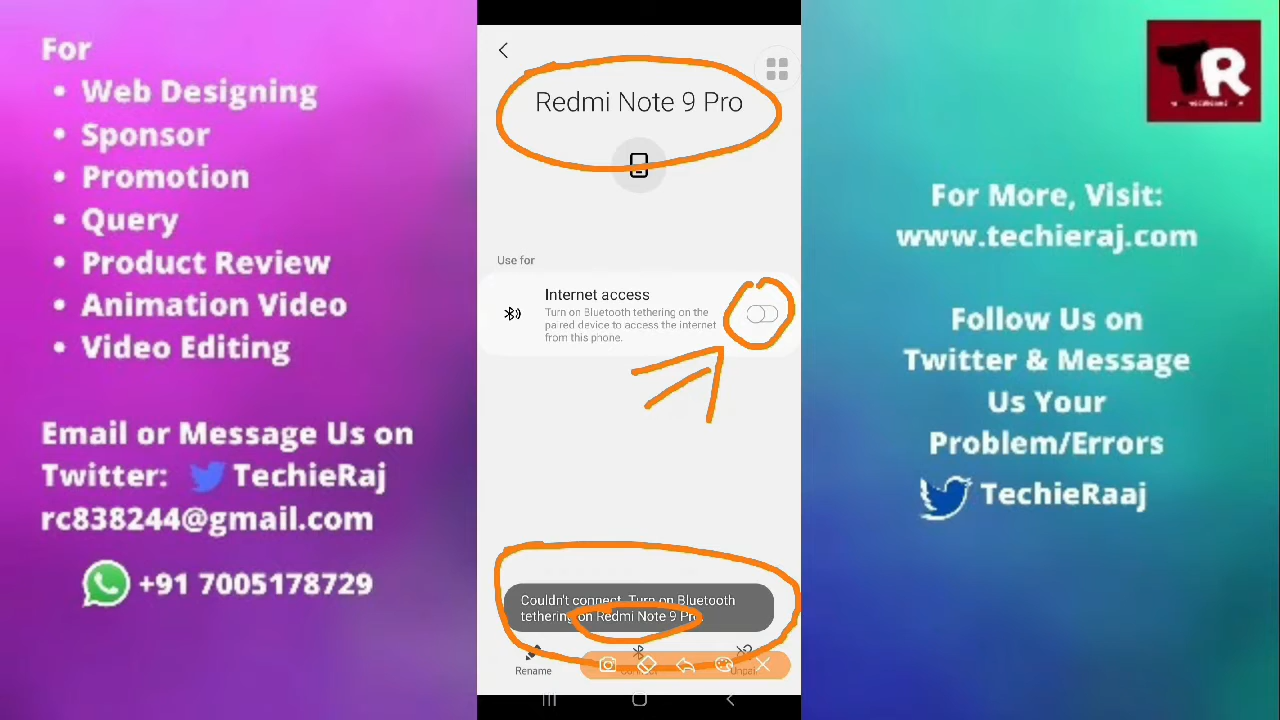 For
• Web Designing
• Sponsor
• Promotion
• Query
• Product Review
• Animation Video
• Video Editing
Email or Message Us on
Twitter: TechieRaj
rc838244@gmail.com
+91 7005178729
Redmi Note 9 Pro
Use for
Internet access
Turn on Bluetooth tethering on the
paired device to access the internet
from this phone.
Couldn't connect. Turn on Bluetooth
tethering on Redmi Note 9 Pro.
Rename
TR
For More, Visit:
www.techieraj.com
Follow Us on
Twitter & Message
Us Your
Problem/Errors
TechieRaaj